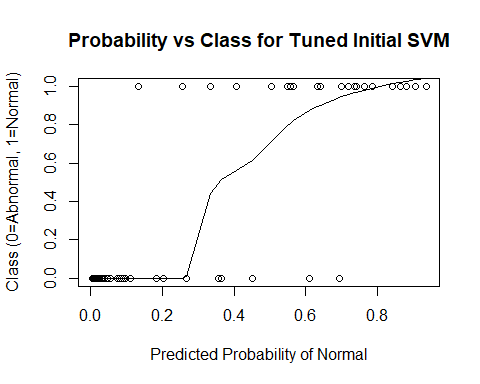 Probability vs Class for Tuned Initial SVM
Class (0=Abnormal, 1=Normal)
1.0
0.8
0.6
0.4
0.2
0.0
0.0 0.2 0.4 0.6 0.8
Predicted Probability of Normal